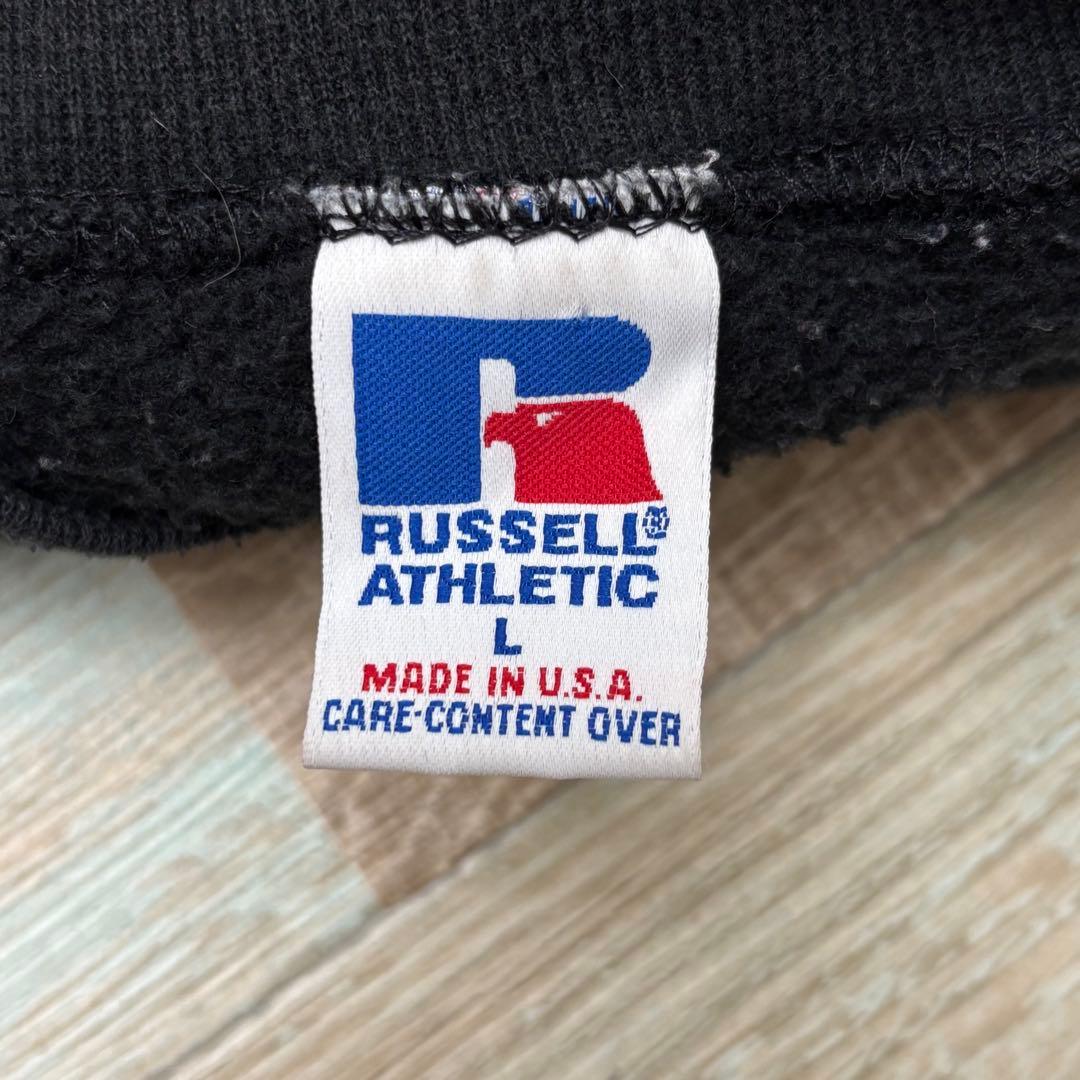 RUSSELL®
ATHLETIC
L
MADE IN U.S.A.
CARE-CONTENT OVER